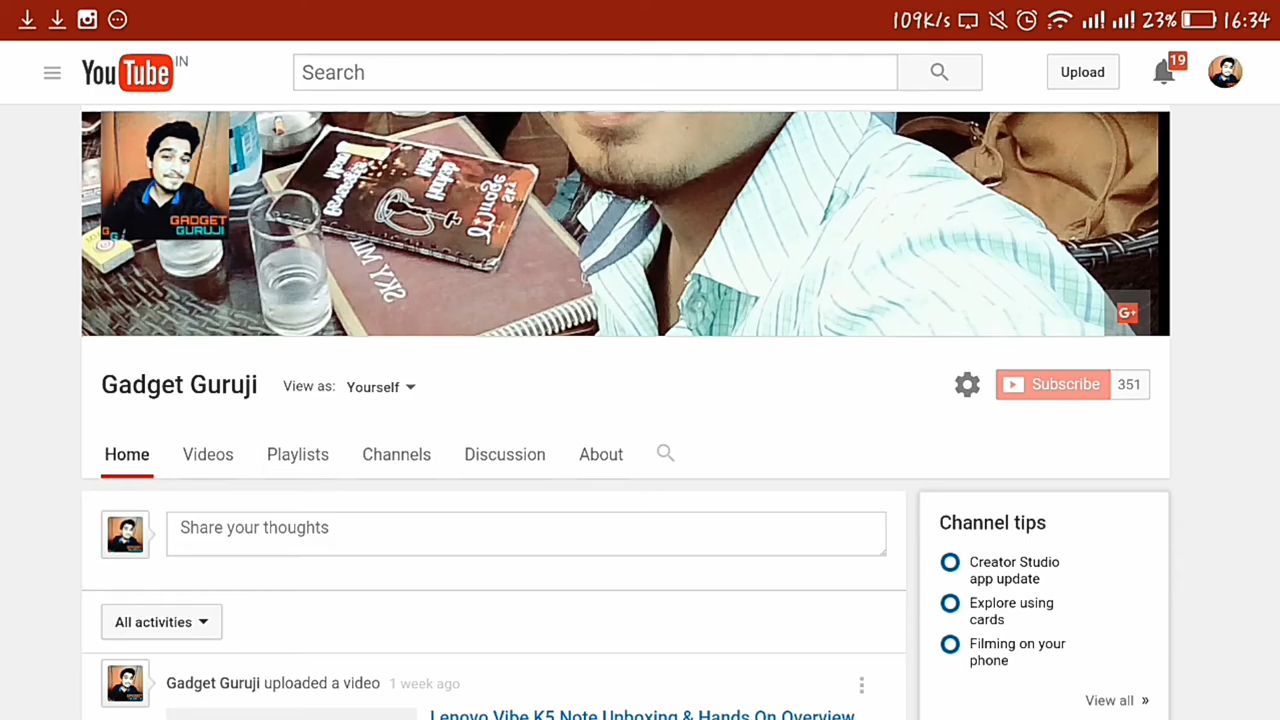 109K/s 23% 16:34
YouTube IN
Search
Upload
19
GADGET
GURUJI
Gadget Guruji View as: Yourself
Subscribe 351
Home Videos Playlists Channels Discussion About
Share your thoughts
All activities
Gadget Guruji uploaded a video 1 week ago
Lenovo Vibe K5 Note Unboxing & Hands On Overview
Channel tips
Creator Studio
app update
Explore using
cards
Filming on your
phone
View all »